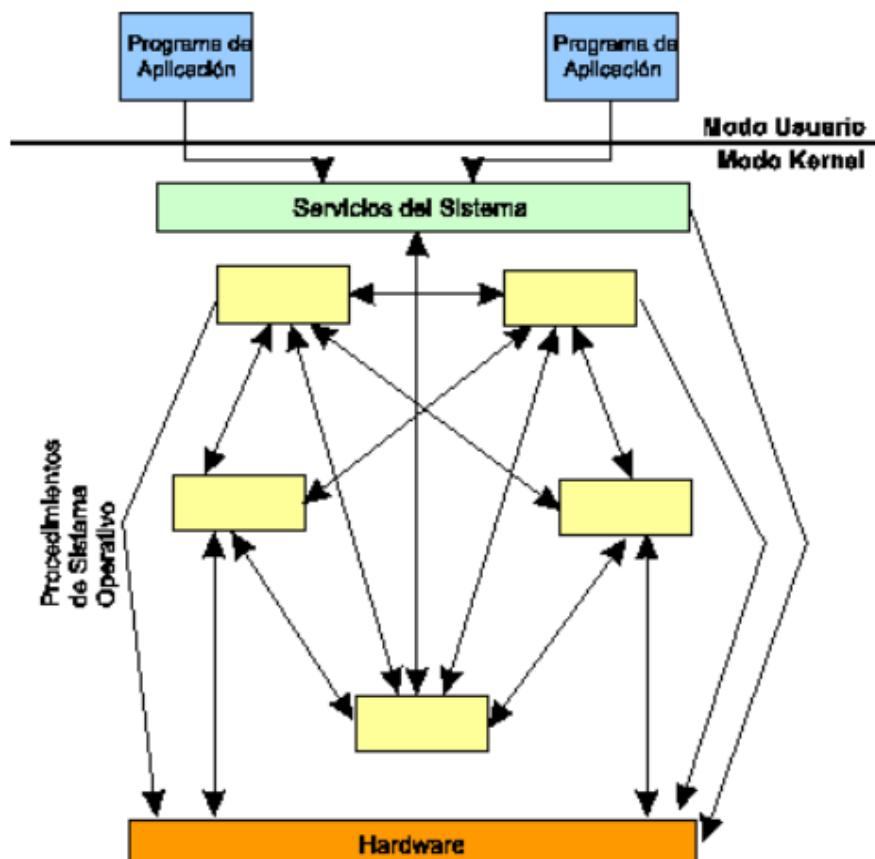 Programa de
Aplicación
Programa de
Aplicación
Modo Usuario
Modo Kernel
Servicios del Sistema
Procedimientos
de Sistema
Operativo
Hardware